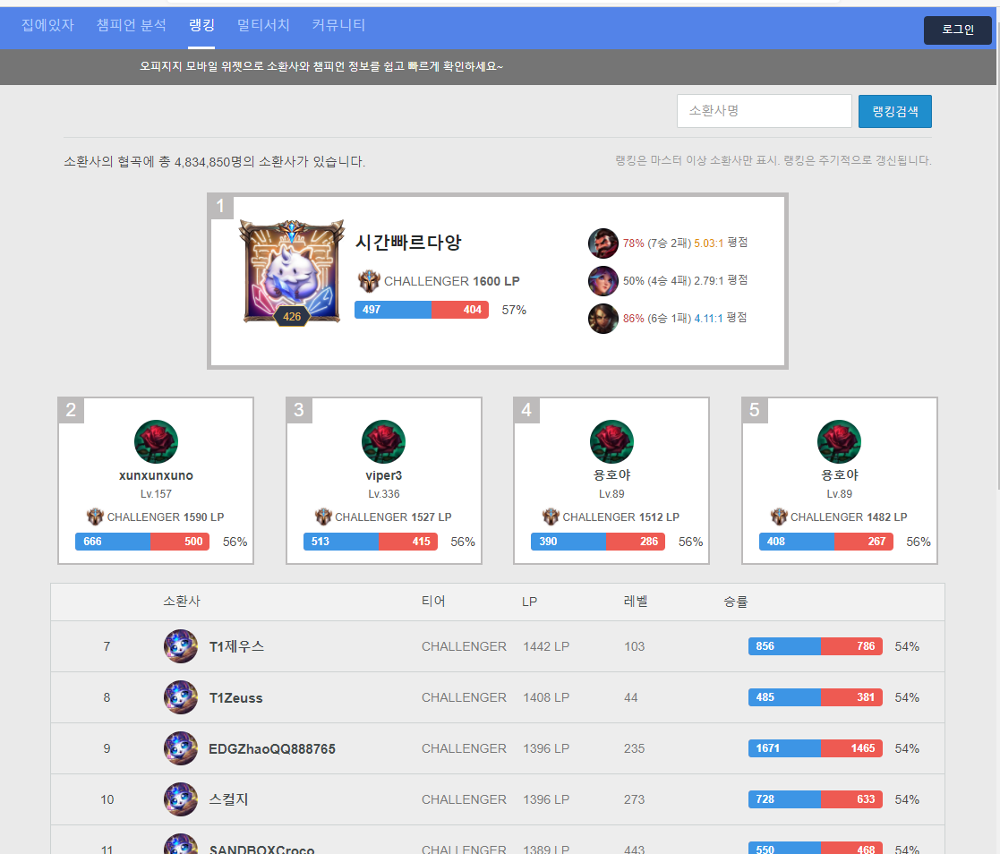 집에있자 챔피언 분석 랭킹 멀티서치 커뮤니티 로그인
오피지지 모바일 위젯으로 소환사와 챔피언 정보를 쉽고 빠르게 확인하세요~
소환사명 랭킹검색
소환사의 협곡에 총 4,834,850명의 소환사가 있습니다. 랭킹은 마스터 이상 소환사만 표시. 랭킹은 주기적으로 갱신됩니다.
1
시간빠르다앙
CHALLENGER 1600 LP
497 404 57%
426
78% (7승 2패) 5.03:1 평점
50% (4승 4패) 2.79:1 평점
86% (6승 1패) 4.11:1 평점
2
xunxunxuno
Lv.157
CHALLENGER 1590 LP
666 500 56%
3
viper3
Lv.336
CHALLENGER 1527 LP
513 415 56%
4
용호야
Lv.89
CHALLENGER 1512 LP
390 286 56%
5
용호야
Lv.89
CHALLENGER 1482 LP
408 267 56%
소환사 티어 LP 레벨 승률
7 T1제우스 CHALLENGER 1442 LP 103 856 786 54%
8 T1Zeuss CHALLENGER 1408 LP 44 485 381 54%
9 EDGZhaoQQ888765 CHALLENGER 1396 LP 235 1671 1465 54%
10 스컬지 CHALLENGER 1396 LP 273 728 633 54%
11 SANDBOXCroco CHALLENGER 1389 LP 443 550 468 54%